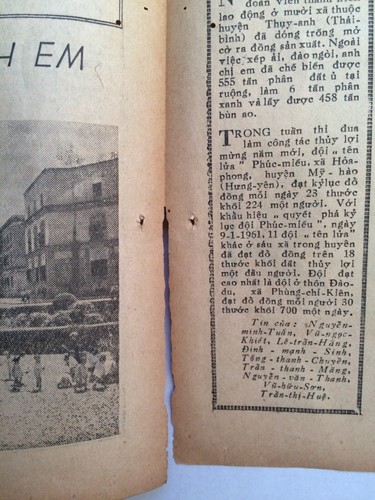 H EM
đoàn viên thanh niên
lao động ở mười xã thuộc
huyện Thụy-anh (Thái-
bình) đã dóng trống mở
cờ ra đồng sản xuất. Ngoài
việc xếp ải, đảo ngòi, anh
chị em đã chế biến được
555 tấn phân đất ủ tại
ruộng, làm 6 tấn phân
xanh và lấy được 458 tấn
bùn ao.
TRONG tuần thi đua
làm công tác thủy lợi
mừng năm mới, đội „ tên
lửa " Phúc-miếu, xã Hòa-
phong, huyện Mỹ - hào
(Hưng-yên), đạt kỷ lục đồ
đồng mỗi ngày 23 thước
khối 224 một người. Với
khẩu hiệu „ quyết phá kỷ
lục đội Phúc-miếu ", ngày
9-1-1961, 11 đội „ tên lửa"
khác ở sáu xã trong huyện
đã đạt đồ đồng trên 18
thước khối đất thủy lợi
một đầu người. Đội đạt
cao nhất là đội ở thôn Đào-
du, xã Phùng-chí-Kiên,
đạt đồ đồng mỗi người 30
thước khối 700 một ngày.
Tin của: Nguyễn-
minh-Tuấn, Vũ-ngọc-
Khiết, Lê-trần-Hàng,
Đinh - mạnh - Sinh,
Tống - thanh - Chuyền,
Trần - thanh - Măng,
Nguyễn - văn - Thanh,
Vũ-hữu-Sơn,
Trần-thị-Huệ.